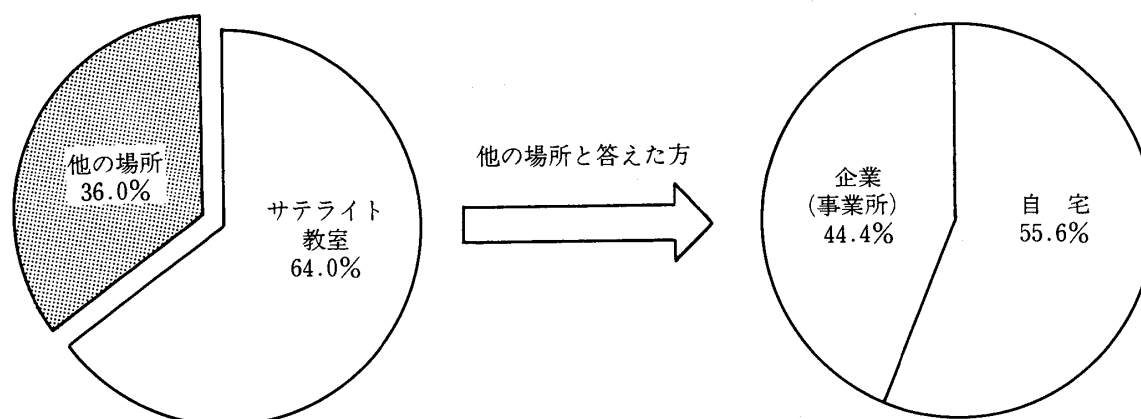 他の場所
36.0%
サテライト
教室
64.0%
他の場所と答えた方
企業
(事業所)
44.4%
自 宅
55.6%